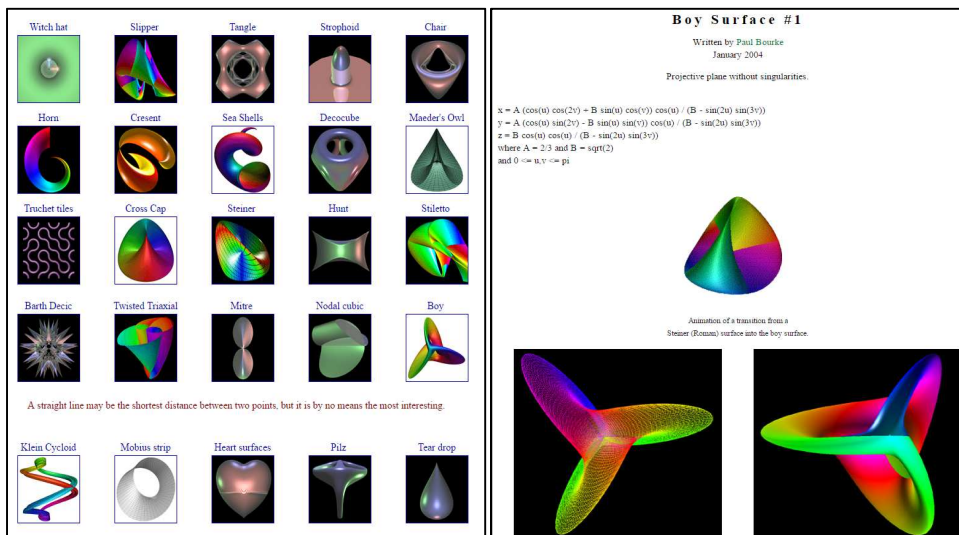 Witch hat Slipper Tangle Strophoid Chair
Horn Cresent Sea Shells Decocube Maeder's Owl
Truchet tiles Cross Cap Steiner Hunt Stiletto
Barth Decic Twisted Triaxial Mitre Nodal cubic Boy
A straight line may be the shortest distance between two points, but it is by no means the most interesting.
Klein Cycloid Mobius strip Heart surfaces Pilz Tear drop
Boy Surface #1
Written by Paul Bourke
January 2004
Projective plane without singularities.
x = A (cos(u) cos(2v) + B sin(u) cos(v)) cos(u) / (B - sin(2u) sin(3v))
y = A (cos(u) sin(2v) - B sin(u) sin(v)) cos(u) / (B - sin(2u) sin(3v))
z = B cos(u) cos(u) / (B - sin(2u) sin(3v))
where A = 2/3 and B = sqrt(2)
and 0 <= u,v <= pi
Animation of a transition from a
Steiner (Roman) surface into the boy surface.